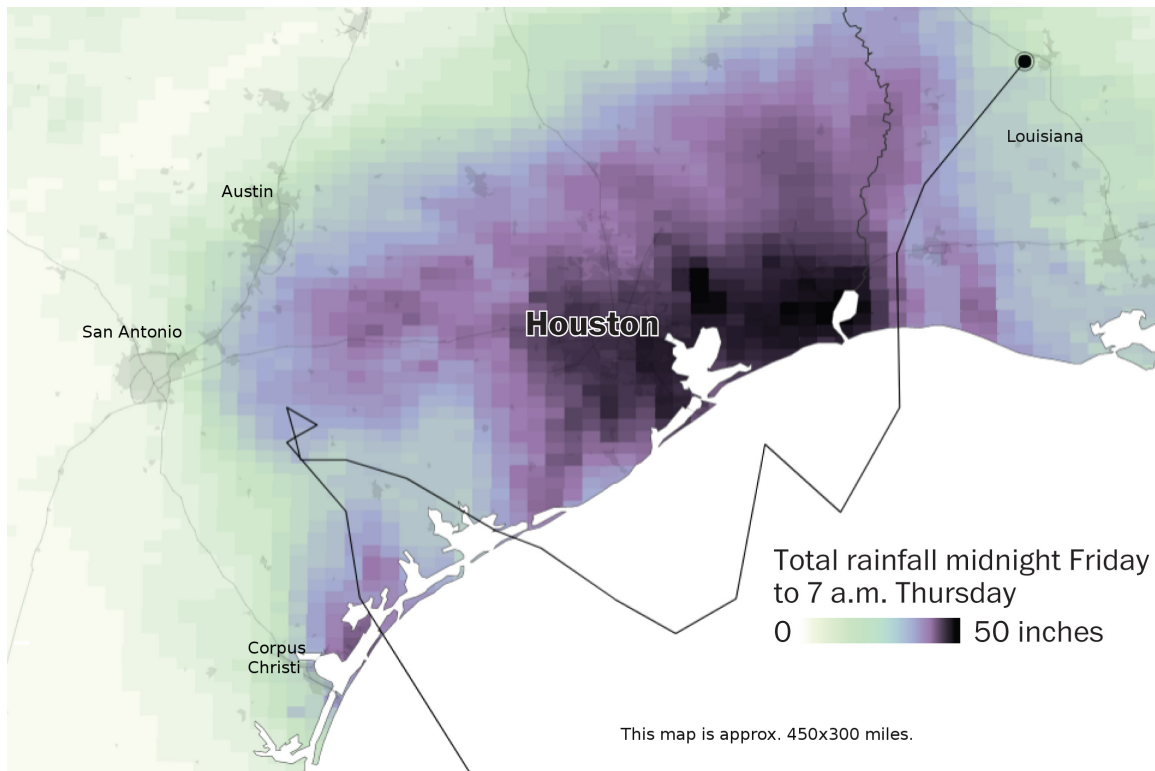 Louisiana
Austin
San Antonio
Houston
Total rainfall midnight Friday
to 7 a.m. Thursday
0 50 inches
Corpus
Christi
This map is approx. 450x300 miles.